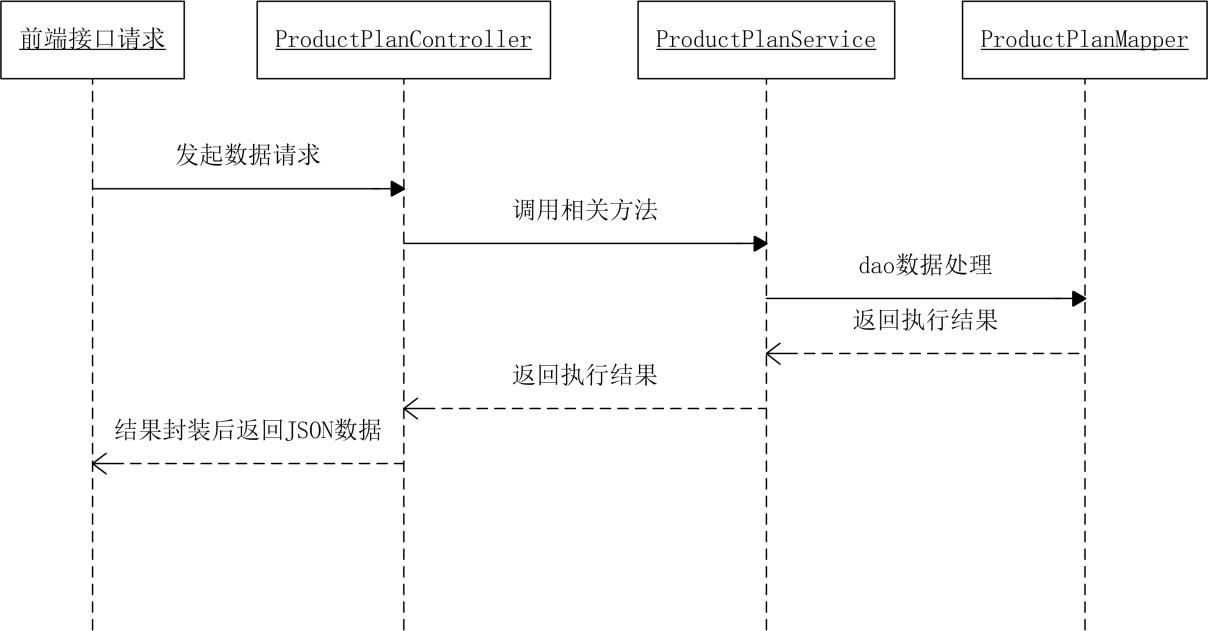 前端接口请求
ProductPlanController
ProductPlanService
ProductPlanMapper
发起数据请求
调用相关方法
dao数据处理
返回执行结果
返回执行结果
结果封装后返回JSON数据